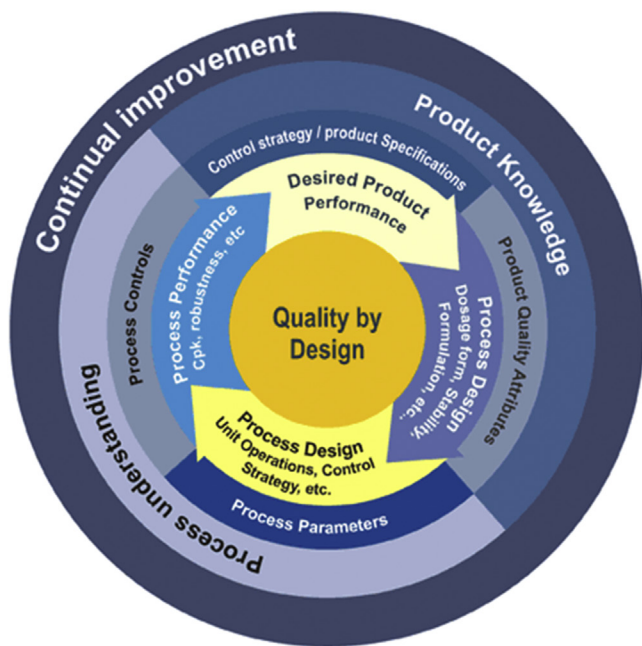 Continual improvement
Product Knowledge
Control strategy / product Specifications
Desired Product
Performance
Process Performance
Cpk, robustness, etc
Process Controls
Quality by
Design
Process Design
Dosage form, Stability,
Formulation, etc.,
Product Quality Attributes
Process Design
Unit Operations, Control
Strategy, etc.
Process Parameters
Process understanding